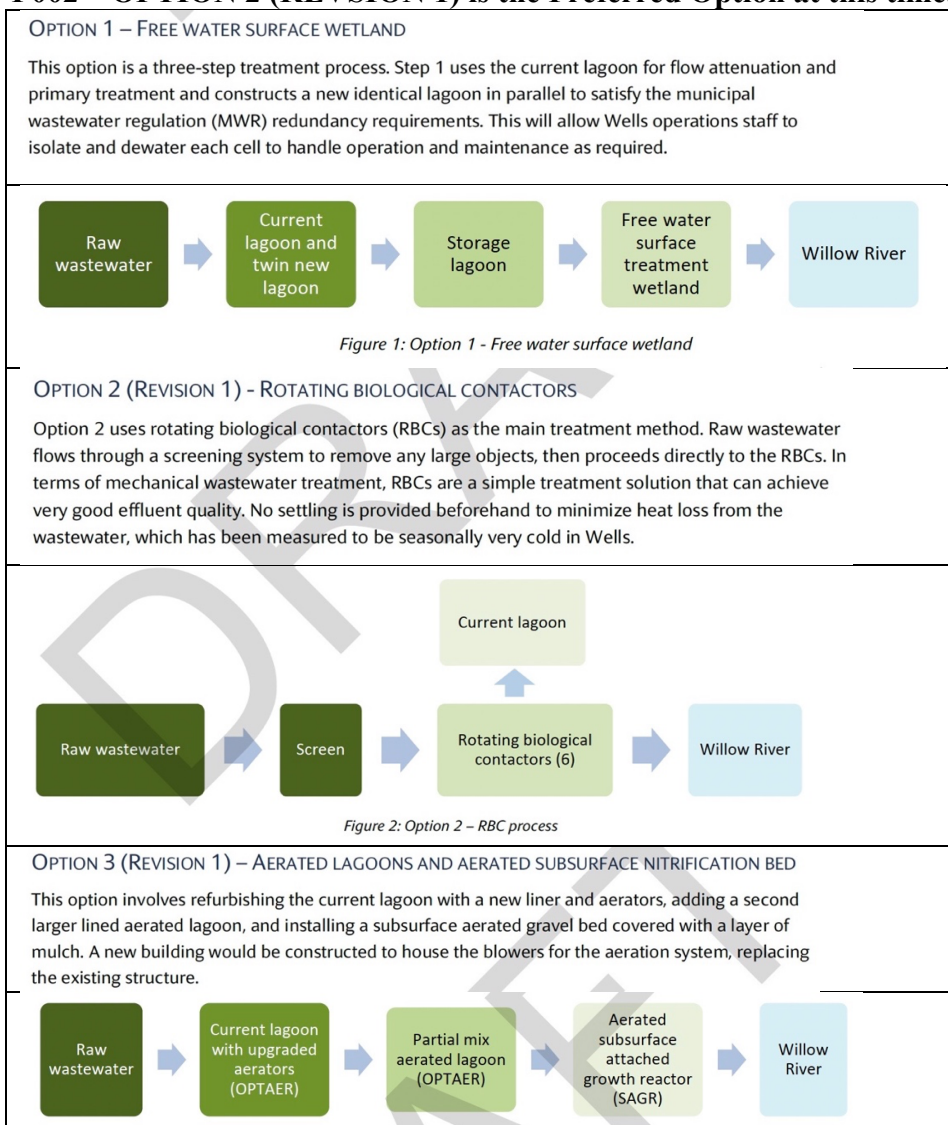 OPTION 2 (REVSION 1) is the Preferred Option at this time
OPTION 1 – FREE WATER SURFACE WETLAND
This option is a three-step treatment process. Step 1 uses the current lagoon for flow attenuation and
primary treatment and constructs a new identical lagoon in parallel to satisfy the municipal
wastewater regulation (MWR) redundancy requirements. This will allow Wells operations staff to
isolate and dewater each cell to handle operation and maintenance as required.
Raw
wastewater
Current
lagoon and
twin new
lagoon
Storage
lagoon
Free water
surface
treatment
wetland
Willow River
Figure 1: Option 1 - Free water surface wetland
OPTION 2 (REVISION 1) - ROTATING BIOLOGICAL CONTACTORS
Option 2 uses rotating biological contactors (RBCs) as the main treatment method. Raw wastewater
flows through a screening system to remove any large objects, then proceeds directly to the RBCs. In
terms of mechanical wastewater treatment, RBCs are a simple treatment solution that can achieve
very good effluent quality. No settling is provided beforehand to minimize heat loss from the
wastewater, which has been measured to be seasonally very cold in Wells.
Current lagoon
Raw wastewater
Screen
Rotating biological
contactors (6)
Willow River
Figure 2: Option 2 – RBC process
OPTION 3 (REVISION 1) – AERATED LAGOONS AND AERATED SUBSURFACE NITRIFICATION BED
This option involves refurbishing the current lagoon with a new liner and aerators, adding a second
larger lined aerated lagoon, and installing a subsurface aerated gravel bed covered with a layer of
mulch. A new building would be constructed to house the blowers for the aeration system, replacing
the existing structure.
Raw
wastewater
Current lagoon
with upgraded
aerators
(OPTAER)
Partial mix
aerated lagoon
(OPTAER)
Aerated
subsurface
attached
growth reactor
(SAGR)
Willow
River
DRAFT